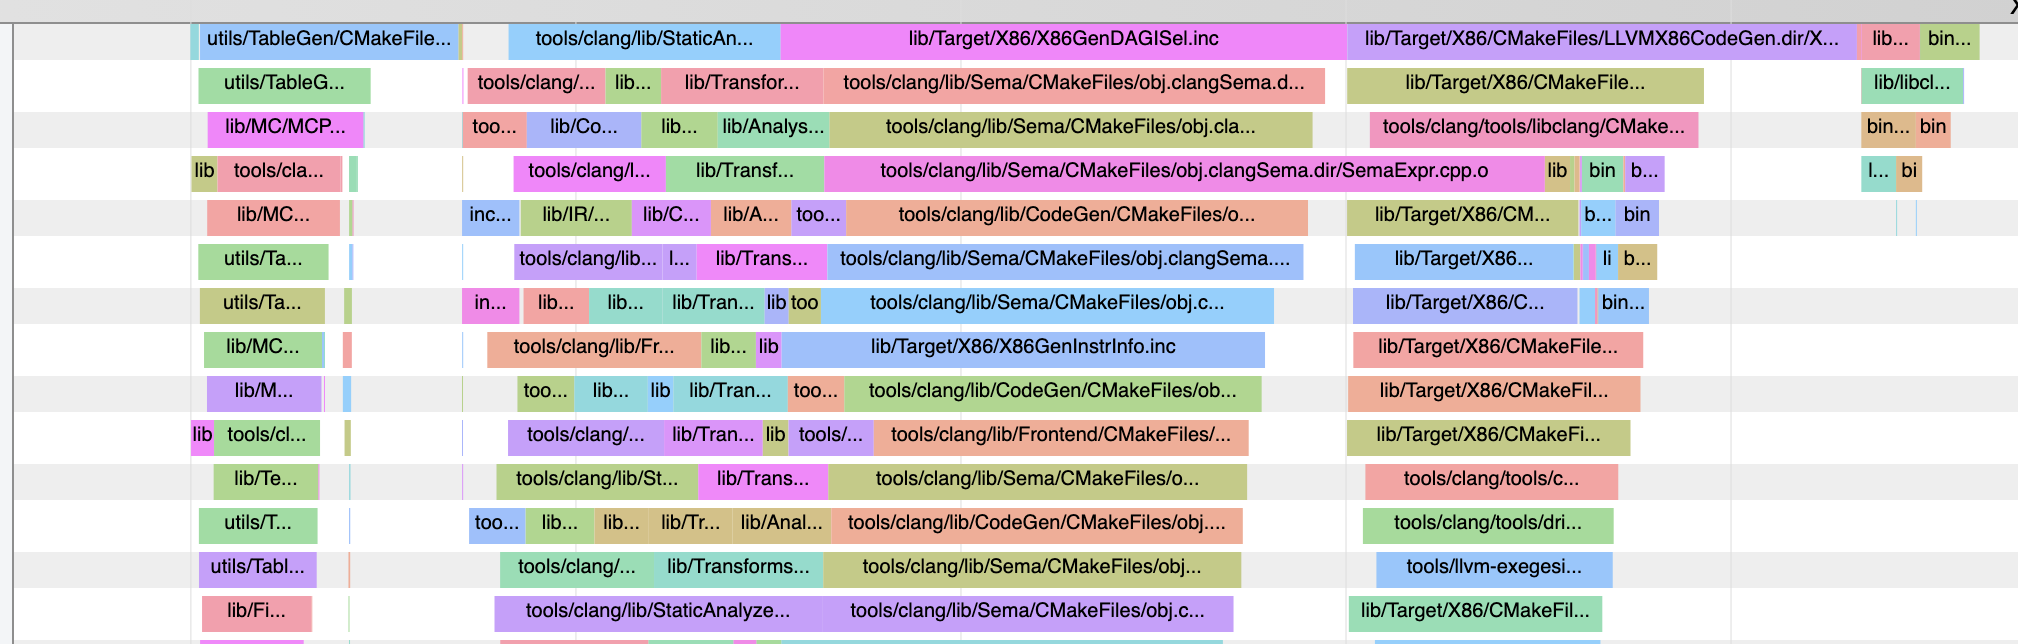 utils/TableGen/CMakeFile... tools/clang/lib/StaticAn... lib/Target/X86/X86GenDAGISel.inc lib/Target/X86/CMakeFiles/LLVMX86CodeGen.dir/X... lib... bin...
utils/TableG... tools/clang/... lib... lib/Transfor... tools/clang/lib/Sema/CMakeFiles/obj.clangSema.d... lib/Target/X86/CMakeFile... lib/libcl...
lib/MC/MCP... too... lib/Co... lib... lib/Analys... tools/clang/lib/Sema/CMakeFiles/obj.cla... tools/clang/tools/libclang/CMake... bin... bin
lib tools/cla... tools/clang/l... lib/Transf... tools/clang/lib/Sema/CMakeFiles/obj.clangSema.dir/SemaExpr.cpp.o lib bin b... l... bi
lib/MC... inc... lib/IR/... lib/C... lib/A... too... tools/clang/lib/CodeGen/CMakeFiles/o... lib/Target/X86/CM... b... bin
utils/Ta... tools/clang/lib... l... lib/Trans... tools/clang/lib/Sema/CMakeFiles/obj.clangSema.... lib/Target/X86... li b...
utils/Ta... in... lib... lib... lib/Tran... lib too tools/clang/lib/Sema/CMakeFiles/obj.c... lib/Target/X86/C... bin...
lib/MC... tools/clang/lib/Fr... lib... lib lib/Target/X86/X86GenInstrInfo.inc lib/Target/X86/CMakeFile...
lib/M... too... lib... lib lib/Tran... too... tools/clang/lib/CodeGen/CMakeFiles/ob... lib/Target/X86/CMakeFil...
lib tools/cl... tools/clang/... lib/Tran... lib tools/... tools/clang/lib/Frontend/CMakeFiles/... lib/Target/X86/CMakeFi...
lib/Te... tools/clang/lib/St... lib/Trans... tools/clang/lib/Sema/CMakeFiles/o... tools/clang/tools/c...
utils/T... too... lib... lib... lib/Tr... lib/Anal... tools/clang/lib/CodeGen/CMakeFiles/obj.... tools/clang/tools/dri...
utils/Tabl... tools/clang/... lib/Transforms... tools/clang/lib/Sema/CMakeFiles/obj... tools/llvm-exegesi...
lib/Fi... tools/clang/lib/StaticAnalyze... tools/clang/lib/Sema/CMakeFiles/obj.c... lib/Target/X86/CMakeFil...